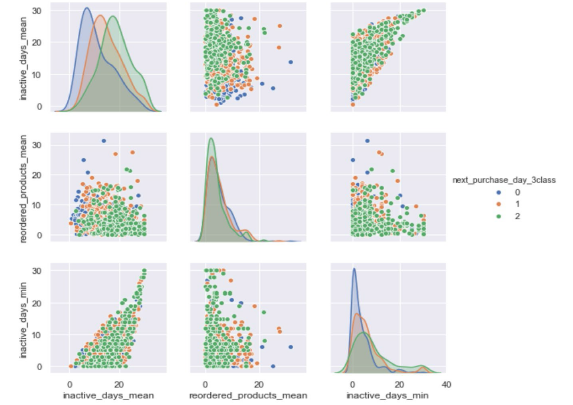 inactive_days_mean
30
20
10
0
reordered_products_mean
30
20
10
0
next_purchase_day_3class
0
1
2
inactive_days_min
30
20
10
0
0 20
0 20
0 20 40
inactive_days_mean reordered_products_mean inactive_days_min